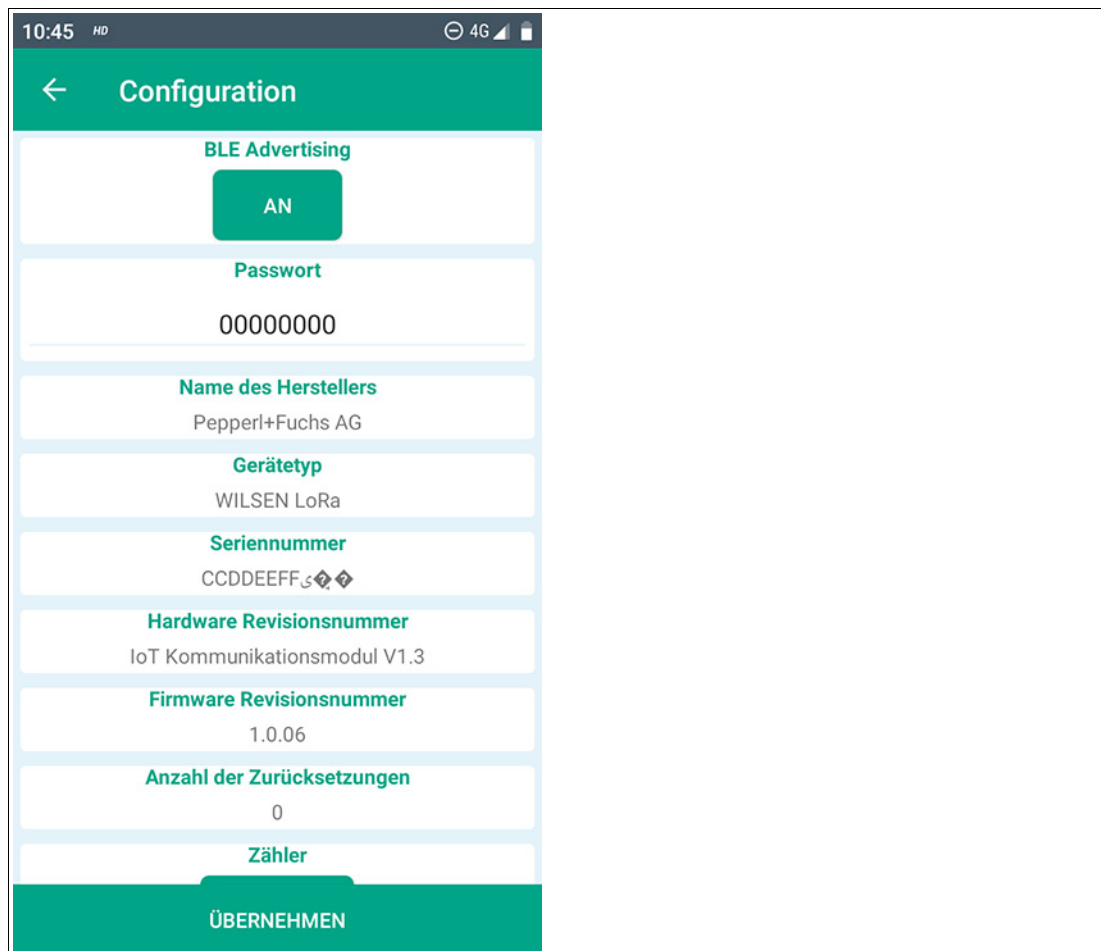 10:45 HD 4G
Configuration
BLE Advertising
AN
Passwort
00000000
Name des Herstellers
Pepperl+Fuchs AG
Gerätetyp
WILSEN LoRa
Seriennummer
CCDDEEFFی��
Hardware Revisionsnummer
IoT Kommunikationsmodul V1.3
Firmware Revisionsnummer
1.0.06
Anzahl der Zurücksetzungen
0
Zähler
ÜBERNEHMEN